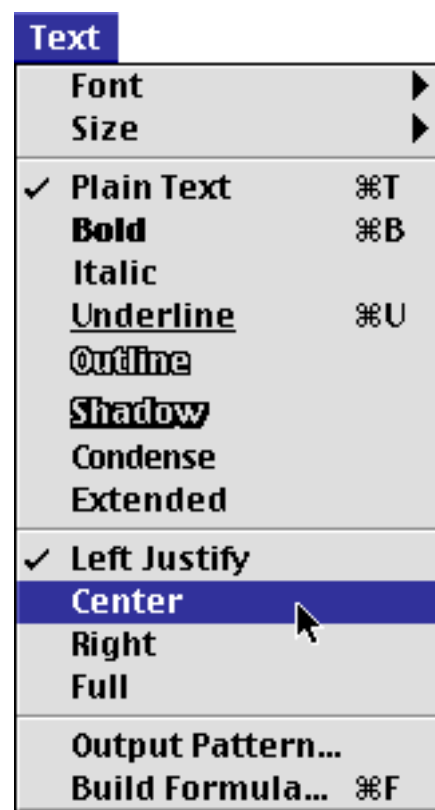 Text
Font
Size
✓ Plain Text ⌘T
Bold ⌘B
Italic
Underline ⌘U
Outline
Shadow
Condense
Extended
✓ Left Justify
Center
Right
Full
Output Pattern...
Build Formula... ⌘F